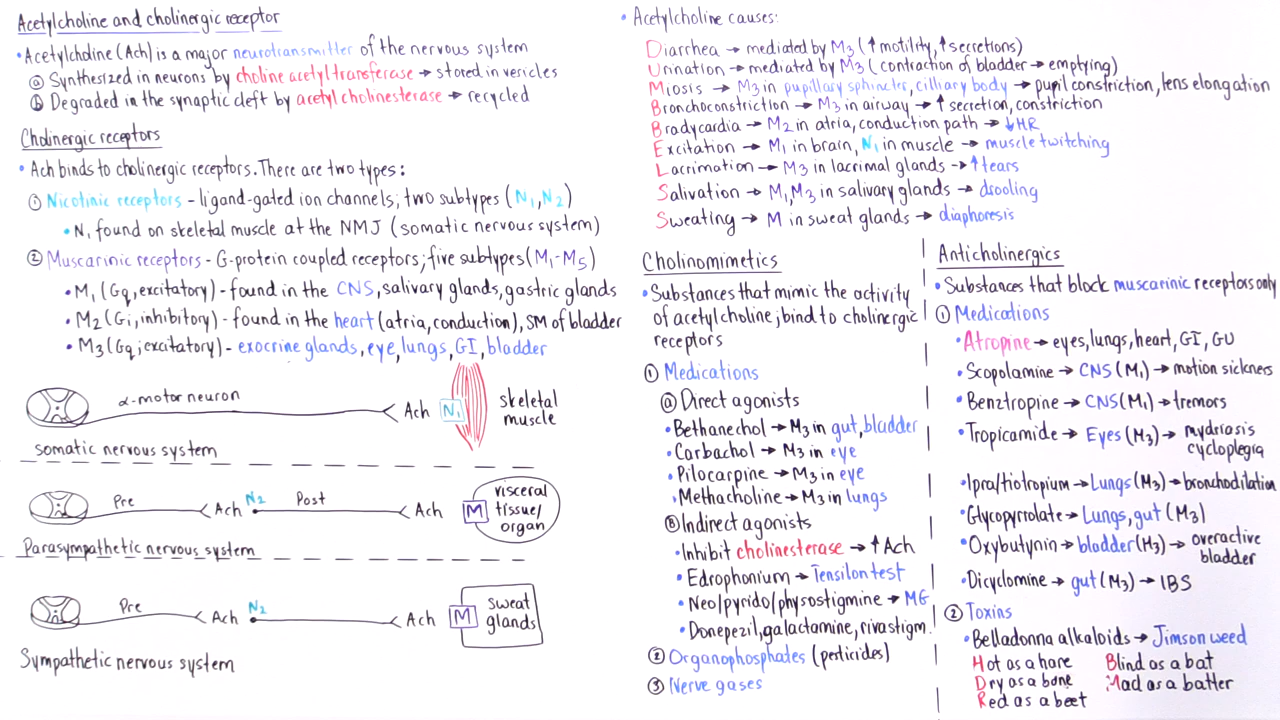 Acetylcholine and cholinergic receptor
• Acetylcholine (Ach) is a major neurotransmitter of the nervous system
ⓐ Synthesized in neurons by choline acetyltransferase → stored in vesicles
ⓑ Degraded in the synaptic cleft by acetylcholinesterase → recycled
Cholinergic receptors
• Ach binds to cholinergic receptors. There are two types:
① Nicotinic receptors - ligand-gated ion channels; two subtypes (N₁, N₂)
• N₁ found on skeletal muscle at the NMJ (somatic nervous system)
② Muscarinic receptors - G-protein coupled receptors; five subtypes (M₁-M₅)
• M₁ (Gq, excitatory) - found in the CNS, salivary glands, gastric glands
• M₂ (Gi, inhibitory) - found in the heart (atria, conduction), SM of bladder
• M₃ (Gq; excitatory) - exocrine glands, eye, lungs, GI, bladder
α-motor neuron Ach N₁ skeletal
muscle
somatic nervous system
Pre Ach N₂ Post Ach M visceral
tissue/
organ
Parasympathetic nervous system
Pre Ach N₂ Ach M sweat
glands
Sympathetic nervous system
• Acetylcholine causes:
Diarrhea → mediated by M₃ (↑ motility, ↑ secretions)
Urination → mediated by M₃ (contraction of bladder → emptying)
Miosis → M₃ in pupillary sphincter, cilliary body → pupil constriction, lens elongation
Bronchoconstriction → M₃ in airway → ↑ secretion, constriction
Bradycardia → M₂ in atria, conduction path → ↓HR
Excitation → M₁ in brain, N₁ in muscle → muscle twitching
Lacrimation → M₃ in lacrimal glands → ↑ tears
Salivation → M₁, M₃ in salivary glands → drooling
Sweating → M in sweat glands → diaphoresis
Cholinomimetics
• Substances that mimic the activity
of acetylcholine; bind to cholinergic
receptors
① Medications
ⓐ Direct agonists
• Bethanechol → M₃ in gut, bladder
• Carbachol → M₃ in eye
• Pilocarpine → M₃ in eye
• Methacholine → M₃ in lungs
ⓑ Indirect agonists
• Inhibit cholinesterase → ↑ Ach
• Edrophonium → Tensilon test
• Neo/pyrido/physostigmine → MG
• Donepezil, galactamine, rivastigm.
② Organophosphates (pesticides)
③ Nerve gases
Anticholinergics
• Substances that block muscarinic receptors only
① Medications
• Atropine → eyes, lungs, heart, GI, GU
• Scopolamine → CNS (M₁) → motion sickness
• Benztropine → CNS (M₁) → tremors
• Tropicamide → Eyes (M₃) → mydriasis
cycloplegia
• Ipra/tiotropium → Lungs (M₃) → bronchodilation
• Glycopyrrolate → Lungs, gut (M₃)
• Oxybutynin → bladder (M₃) → overactive
bladder
• Dicyclomine → gut (M₃) → IBS
② Toxins
• Belladonna alkaloids → Jimson weed
Hot as a hare Blind as a bat
Dry as a bone Mad as a hatter
Red as a beet